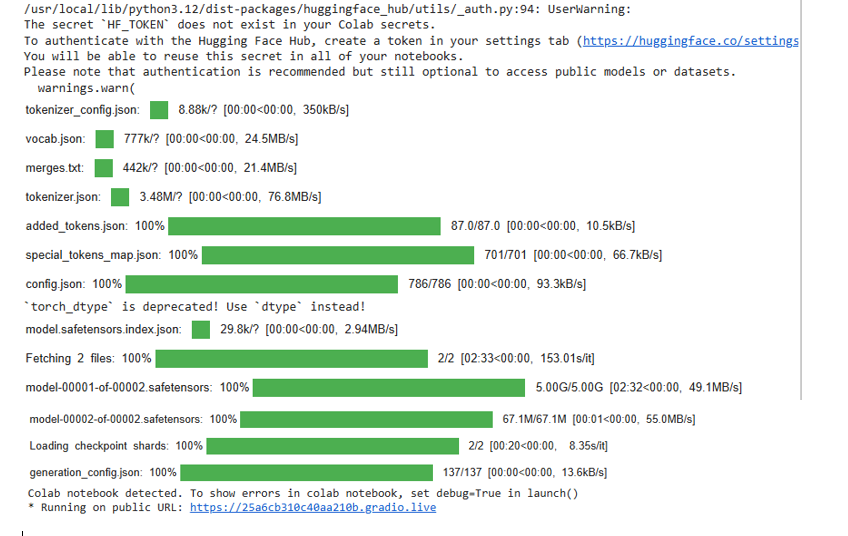 /usr/local/lib/python3.12/dist-packages/huggingface_hub/utils/_auth.py:94: UserWarning:
The secret `HF_TOKEN` does not exist in your Colab secrets.
To authenticate with the Hugging Face Hub, create a token in your settings tab (https://huggingface.co/settings
You will be able to reuse this secret in all of your notebooks.
Please note that authentication is recommended but still optional to access public models or datasets.
  warnings.warn(
tokenizer_config.json: 8.88k/? [00:00<00:00, 350kB/s]
vocab.json: 777k/? [00:00<00:00, 24.5MB/s]
merges.txt: 442k/? [00:00<00:00, 21.4MB/s]
tokenizer.json: 3.48M/? [00:00<00:00, 76.8MB/s]
added_tokens.json: 100% 87.0/87.0 [00:00<00:00, 10.5kB/s]
special_tokens_map.json: 100% 701/701 [00:00<00:00, 66.7kB/s]
config.json: 100% 786/786 [00:00<00:00, 93.3kB/s]
`torch_dtype` is deprecated! Use `dtype` instead!
model.safetensors.index.json: 29.8k/? [00:00<00:00, 2.94MB/s]
Fetching 2 files: 100% 2/2 [02:33<00:00, 153.01s/it]
model-00001-of-00002.safetensors: 100% 5.00G/5.00G [02:32<00:00, 49.1MB/s]
model-00002-of-00002.safetensors: 100% 67.1M/67.1M [00:01<00:00, 55.0MB/s]
Loading checkpoint shards: 100% 2/2 [00:20<00:00, 8.35s/it]
generation_config.json: 100% 137/137 [00:00<00:00, 13.6kB/s]
Colab notebook detected. To show errors in colab notebook, set debug=True in launch()
* Running on public URL: https://25a6cb310c40aa210b.gradio.live